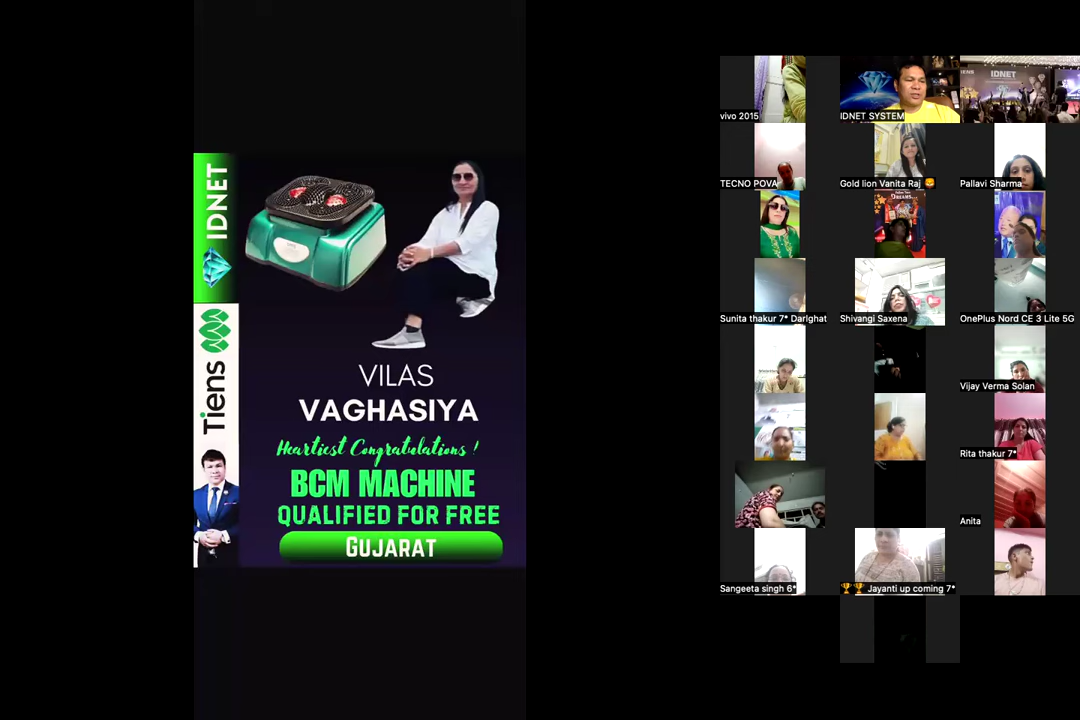 IDNET
Tiens
VILAS
VAGHASIYA
Heartiest Congratulations !
BCM MACHINE
QUALIFIED FOR FREE
GUJARAT
vivo 2015
IDNET SYSTEM
IDNET
TECNO POVA
Gold lion Vanita Raj 🦁
Pallavi Sharma
DREAMS
Sunita thakur 7* Darlghat
Shivangi Saxena
OnePlus Nord CE 3 Lite 5G
Vijay Verma Solan
Rita thakur 7*
Anita
Sangeeta singh 6*
🏆🏆 Jayanti up coming 7*